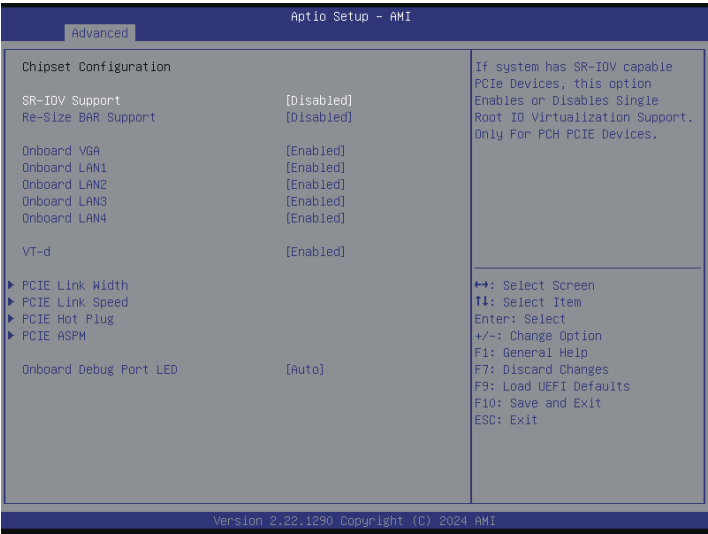 Aptio Setup – AMI
Advanced
Chipset Configuration
SR-IOV Support [Disabled]
Re-Size BAR Support [Disabled]
Onboard VGA [Enabled]
Onboard LAN1 [Enabled]
Onboard LAN2 [Enabled]
Onboard LAN3 [Enabled]
Onboard LAN4 [Enabled]
VT-d [Enabled]
PCIE Link Width
PCIE Link Speed
PCIE Hot Plug
PCIE ASPM
Onboard Debug Port LED [Auto]
If system has SR-IOV capable
PCIe Devices, this option
Enables or Disables Single
Root IO Virtualization Support.
Only For PCH PCIE Devices.
↔: Select Screen
↑↓: Select Item
Enter: Select
+/-: Change Option
F1: General Help
F7: Discard Changes
F9: Load UEFI Defaults
F10: Save and Exit
ESC: Exit
Version 2.22.1290 Copyright (C) 2024 AMI